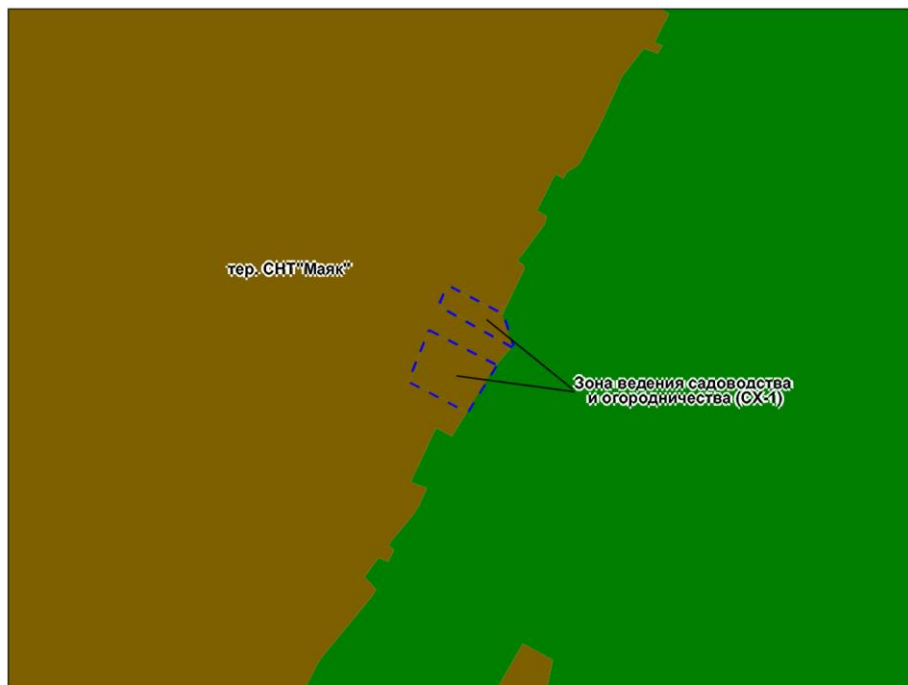 тер. СНТ"Маяк"
Зона ведения садоводства
и огородничества (СХ-1)